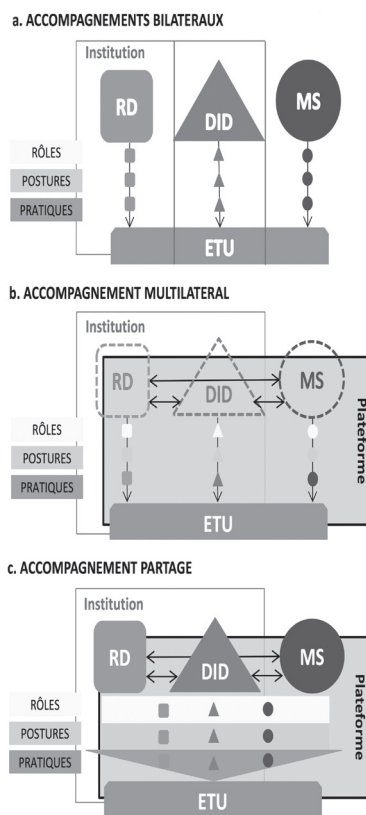 a. ACCOMPAGNEMENTS BILATERAUX
Institution
RD
DID
MS
RÔLES
POSTURES
PRATIQUES
ETU
b. ACCOMPAGNEMENT MULTILATERAL
Institution
RD
DID
MS
Plateforme
RÔLES
POSTURES
PRATIQUES
ETU
c. ACCOMPAGNEMENT PARTAGE
Institution
RD
DID
MS
Plateforme
RÔLES
POSTURES
PRATIQUES
ETU